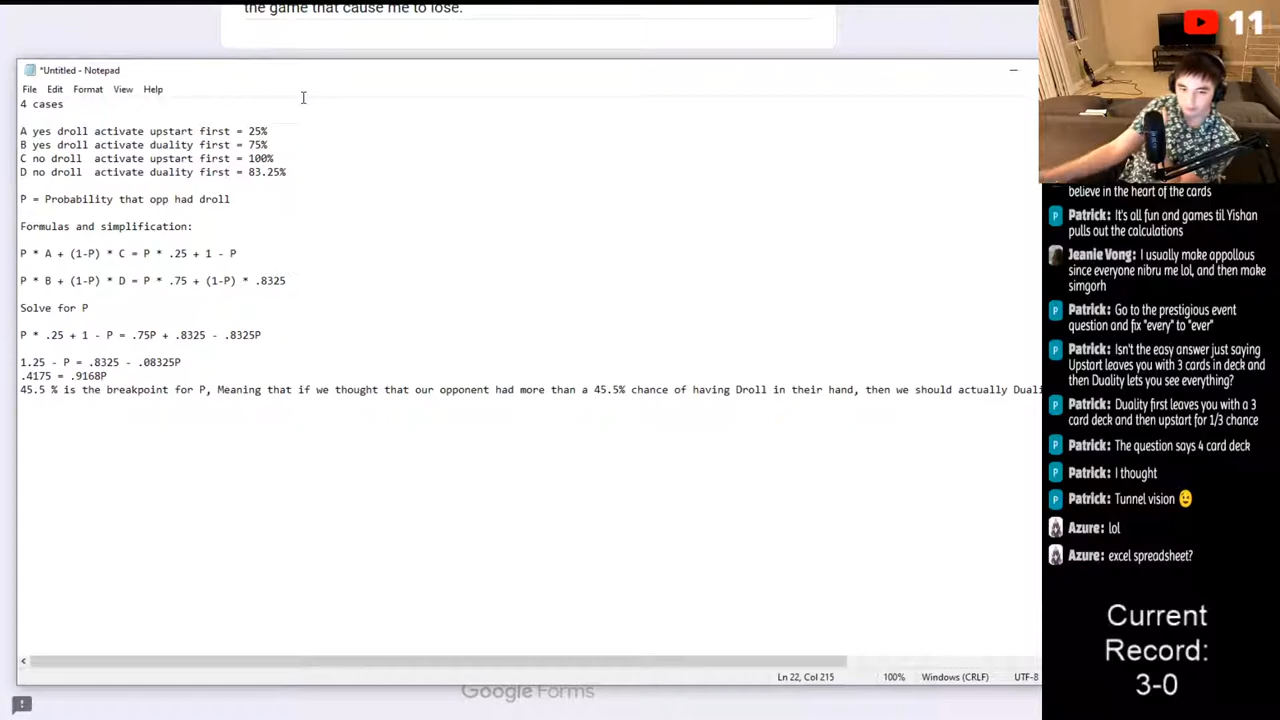 the game that cause me to lose.
*Untitled - Notepad
File Edit Format View Help
4 cases
A yes droll activate upstart first = 25%
B yes droll activate duality first = 75%
C no droll  activate upstart first = 100%
D no droll  activate duality first = 83.25%
P = Probability that opp had droll
Formulas and simplification:
P * A + (1-P) * C = P * .25 + 1 - P
P * B + (1-P) * D = P * .75 + (1-P) * .8325
Solve for P
P * .25 + 1 - P = .75P + .8325 - .8325P
1.25 - P = .8325 - .08325P
.4175 = .9168P
45.5 % is the breakpoint for P, Meaning that if we thought that our opponent had more than a 45.5% chance of having Droll in their hand, then we should actually Duali
Ln 22, Col 215
100%
Windows (CRLF)
UTF-8
Google Forms
11
believe in the heart of the cards
Patrick: It's all fun and games til Yishan
pulls out the calculations
Jeanie Vong: I usually make appollous
since everyone nibru me lol, and then make
simgorh
Patrick: Go to the prestigious event
question and fix "every" to "ever"
Patrick: Isn't the easy answer just saying
Upstart leaves you with 3 cards in deck and
then Duality lets you see everything?
Patrick: Duality first leaves you with a 3
card deck and then upstart for 1/3 chance
Patrick: The question says 4 card deck
Patrick: I thought
Patrick: Tunnel vision 😉
Azure: lol
Azure: excel spreadsheet?
Current
Record:
3-0